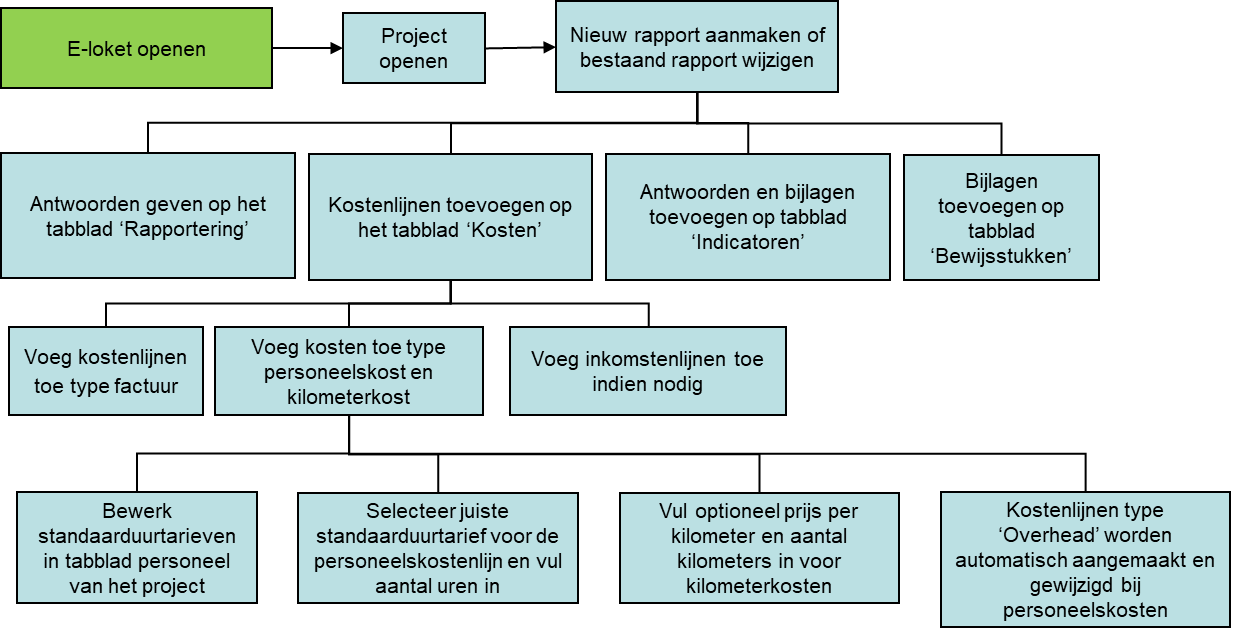 E-loket openen
Project
openen
Nieuw rapport aanmaken of
bestaand rapport wijzigen
Antwoorden geven op het
tabblad ‘Rapportering’
Kostenlijnen toevoegen op
het tabblad ‘Kosten’
Antwoorden en bijlagen
toevoegen op tabblad
‘Indicatoren’
Bijlagen
toevoegen op
tabblad
‘Bewijsstukken’
Voeg kostenlijnen
toe type factuur
Voeg kosten toe type
personeelskost en
kilometerkost
Voeg inkomstenlijnen toe
indien nodig
Bewerk
standaarduurtarieven
in tabblad personeel
van het project
Selecteer juiste
standaarduurtarief voor de
personeelskostenlijn en vul
aantal uren in
Vul optioneel prijs per
kilometer en aantal
kilometers in voor
kilometerkosten
Kostenlijnen type
‘Overhead’ worden
automatisch aangemaakt en
gewijzigd bij
personeelskosten